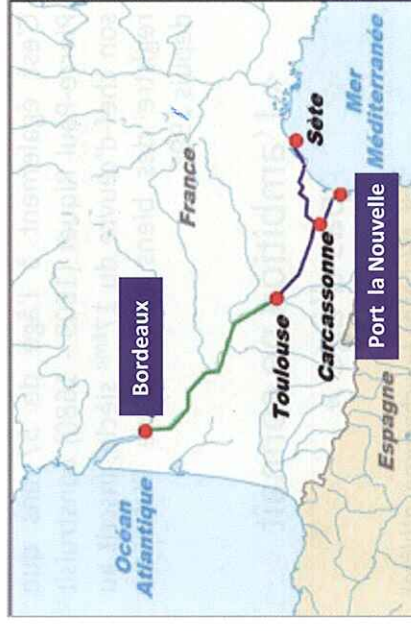 Océan
Atlantique
Bordeaux
France
Toulouse
Carcassonne
Sète
Mer
Méditerranée
Port la Nouvelle
Espagne